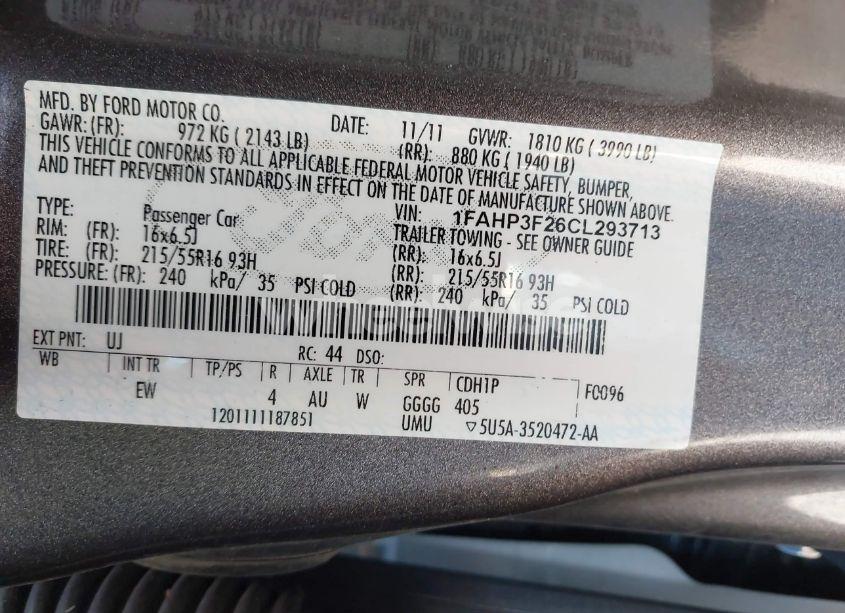 MFD. BY FORD MOTOR CO. DATE: 11/11 GVWR: 1810 KG ( 3990 LB)
GAWR: (FR): 972 KG ( 2143 LB) (RR): 880 KG ( 1940 LB)
THIS VEHICLE CONFORMS TO ALL APPLICABLE FEDERAL MOTOR VEHICLE SAFETY, BUMPER,
AND THEFT PREVENTION STANDARDS IN EFFECT ON THE DATE OF MANUFACTURE SHOWN ABOVE.
TYPE: Passenger Car VIN: 1FAHP3F26CL293713
TRAILER TOWING - SEE OWNER GUIDE
RIM: (FR): 16x6.5J (RR): 16x6.5J
TIRE: (FR): 215/55R16 93H (RR): 215/55R16 93H
PRESSURE: (FR): 240 kPa/ 35 PSI COLD (RR): 240 kPa/ 35 PSI COLD
EXT PNT: UJ RC: 44 DSO:
WB INT TR TP/PS R AXLE TR SPR CDH1P F0096
EW 4 AU W GGGG 405
1201111187851 UMU ▽5U5A-3520472-AA